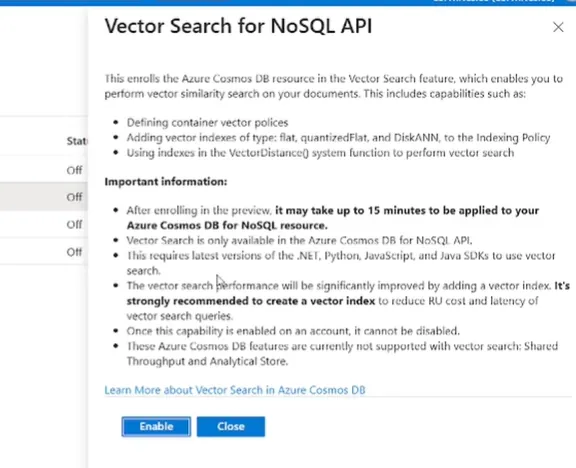 Vector Search for NoSQL API
This enrolls the Azure Cosmos DB resource in the Vector Search feature, which enables you to
perform vector similarity search on your documents. This includes capabilities such as:
• Defining container vector polices
• Adding vector indexes of type: flat, quantizedFlat, and DiskANN, to the Indexing Policy
• Using indexes in the VectorDistance() system function to perform vector search
Important information:
• After enrolling in the preview, it may take up to 15 minutes to be applied to your
Azure Cosmos DB for NoSQL resource.
• Vector Search is only available in the Azure Cosmos DB for NoSQL API.
• This requires latest versions of the .NET, Python, JavaScript, and Java SDKs to use vector
search.
• The vector search performance will be significantly improved by adding a vector index. It's
strongly recommended to create a vector index to reduce RU cost and latency of
vector search queries.
• Once this capability is enabled on an account, it cannot be disabled.
• These Azure Cosmos DB features are currently not supported with vector search: Shared
Throughput and Analytical Store.
Learn More about Vector Search in Azure Cosmos DB
Enable Close
Stat
Off
Off
Off
Off